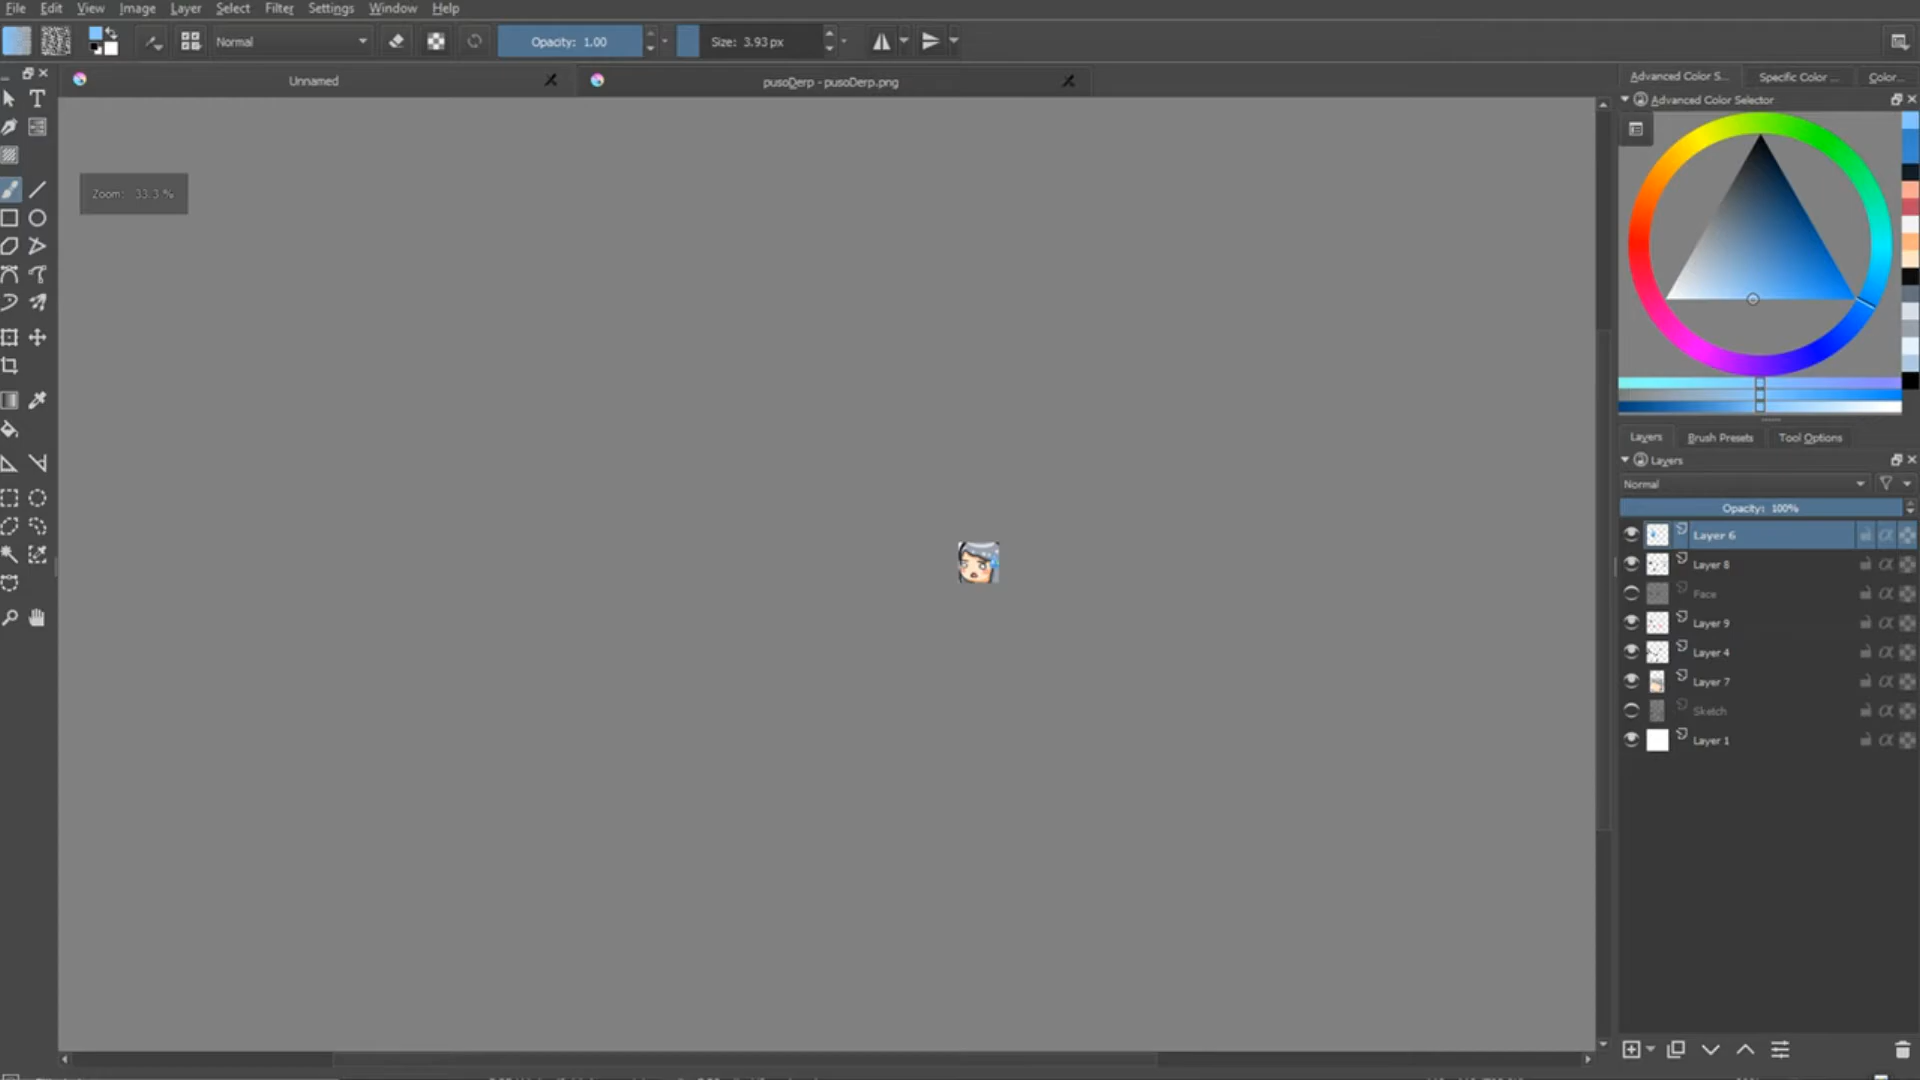 File Edit View Image Layer Select Filter Settings Window Help
Normal Opacity: 1.00 Size: 3.93 px
Unnamed pusoDerp - pusoDerp.png
Advanced Color S... Specific Color ... Color...
Advanced Color Selector
Zoom: 33.3 %
Layers Brush Presets Tool Options
Layers
Normal
Opacity: 100%
Layer 6
Layer 8
Face
Layer 9
Layer 4
Layer 7
Sketch
Layer 1